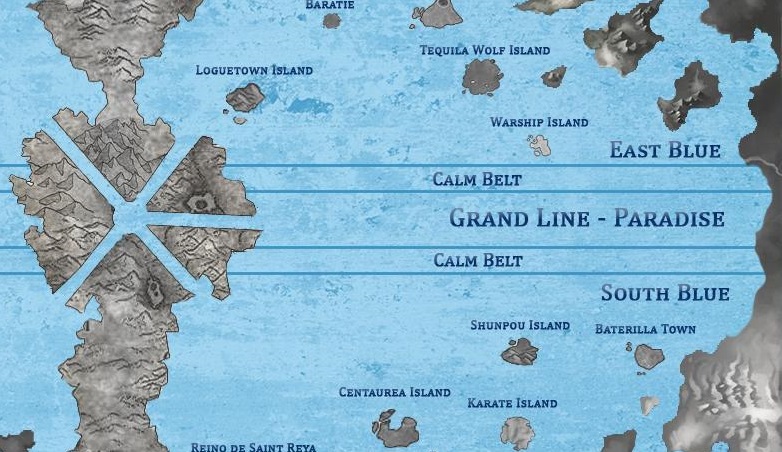 Baratie
Tequila Wolf Island
Loguetown Island
Warship Island
East Blue
Calm Belt
Grand Line - Paradise
Calm Belt
South Blue
Shunpou Island
Baterilla Town
Centaurea Island
Karate Island
Reino de Saint Reya